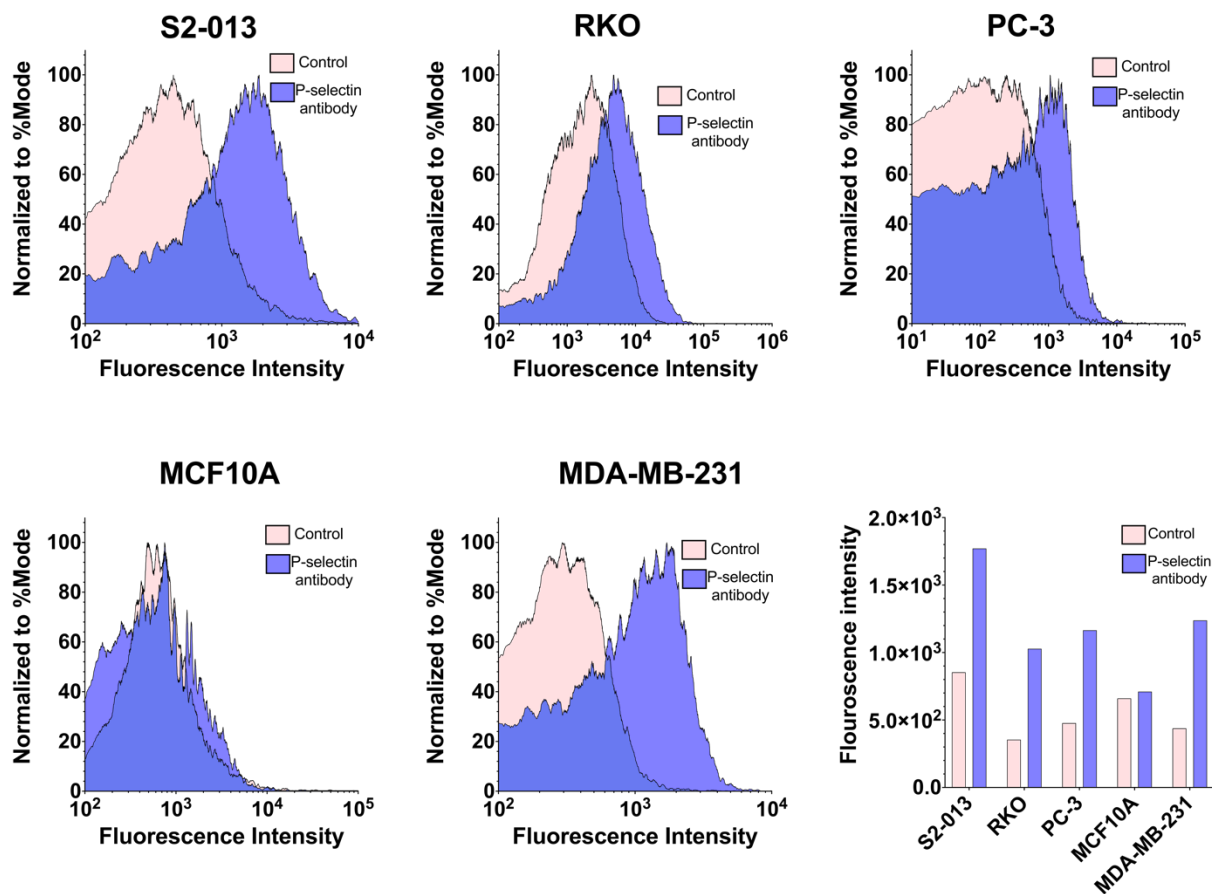 S2-013
Normalized to %Mode
100
80
60
40
20
0
10²
10³
10⁴
Fluorescence Intensity
Control
P-selectin
antibody
RKO
Normalized to %Mode
100
80
60
40
20
0
10²
10³
10⁴
10⁵
10⁶
Fluorescence Intensity
Control
P-selectin
antibody
PC-3
Normalized to %Mode
100
80
60
40
20
0
10¹
10²
10³
10⁴
10⁵
Fluorescence Intensity
Control
P-selectin
antibody
MCF10A
Normalized to %Mode
100
80
60
40
20
0
10²
10³
10⁴
10⁵
Fluorescence Intensity
Control
P-selectin
antibody
MDA-MB-231
Normalized to %Mode
100
80
60
40
20
0
10²
10³
10⁴
Fluorescence Intensity
Control
P-selectin
antibody
Flouroscence intensity
2.0×10³
1.5×10³
1.0×10³
5.0×10²
0.0
S2-013
RKO
PC-3
MCF10A
MDA-MB-231
Control
P-selectin
antibody